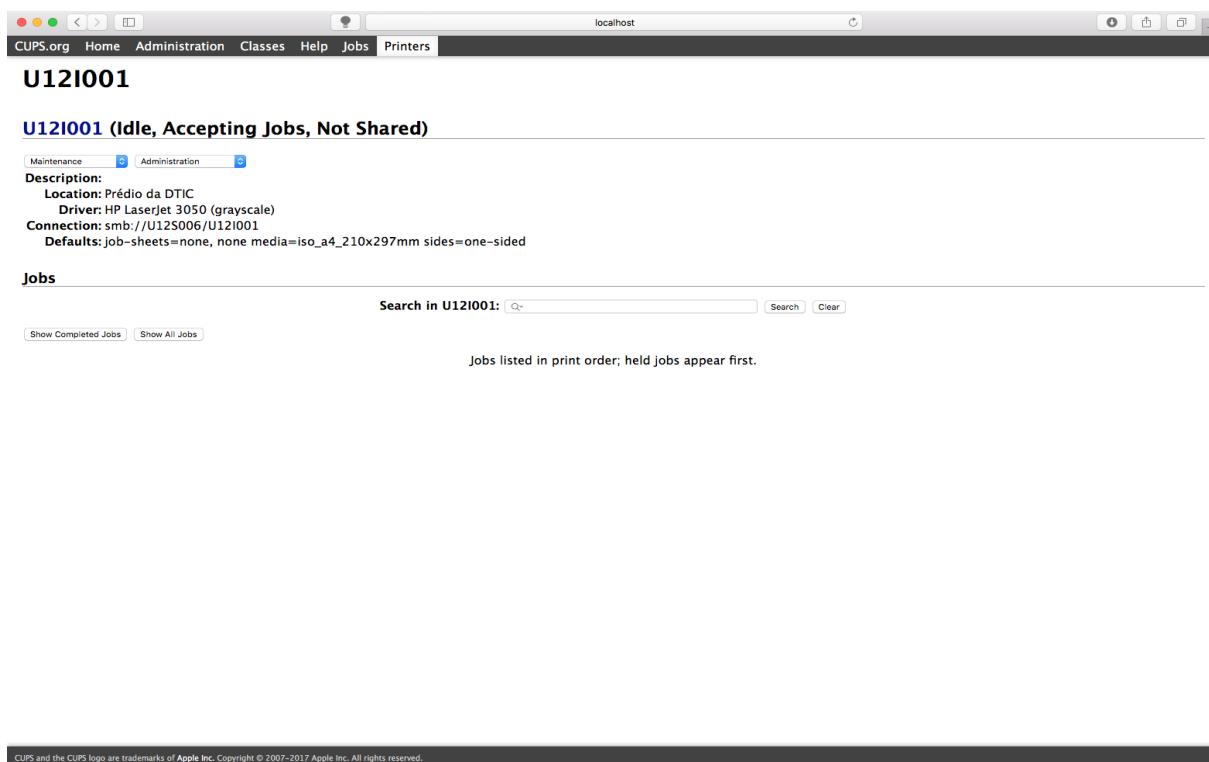 localhost
CUPS.org Home Administration Classes Help Jobs Printers
U12I001
U12I001 (Idle, Accepting Jobs, Not Shared)
Maintenance Administration
Description:
Location: Prédio da DTIC
Driver: HP LaserJet 3050 (grayscale)
Connection: smb://U12S006/U12I001
Defaults: job-sheets=none, none media=iso_a4_210x297mm sides=one-sided
Jobs
Search in U12I001: Search Clear
Show Completed Jobs Show All Jobs
Jobs listed in print order; held jobs appear first.
CUPS and the CUPS logo are trademarks of Apple Inc. Copyright © 2007-2017 Apple Inc. All rights reserved.